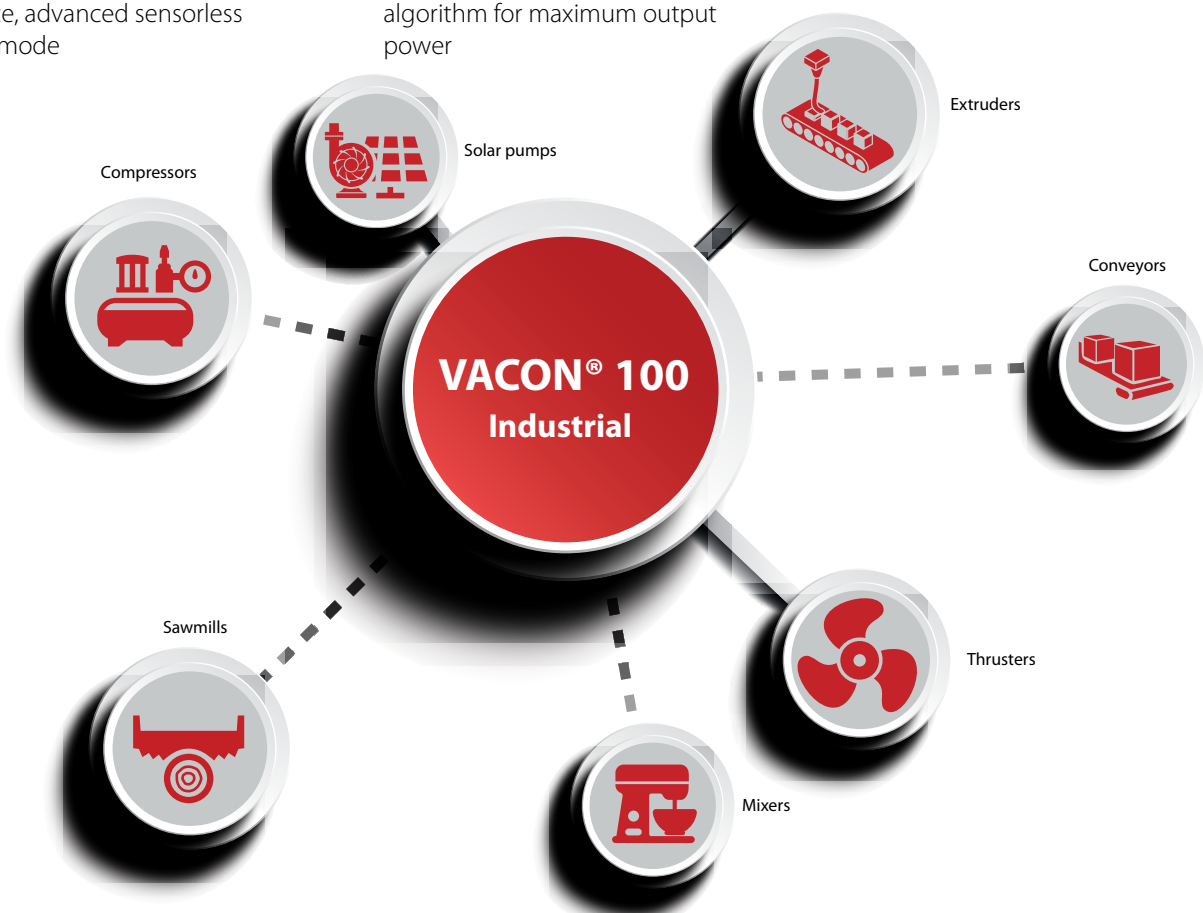 advanced sensorless
mode
algorithm for maximum output
power
Extruders
Solar pumps
Compressors
Conveyors
VACON® 100
Industrial
Sawmills
Thrusters
Mixers